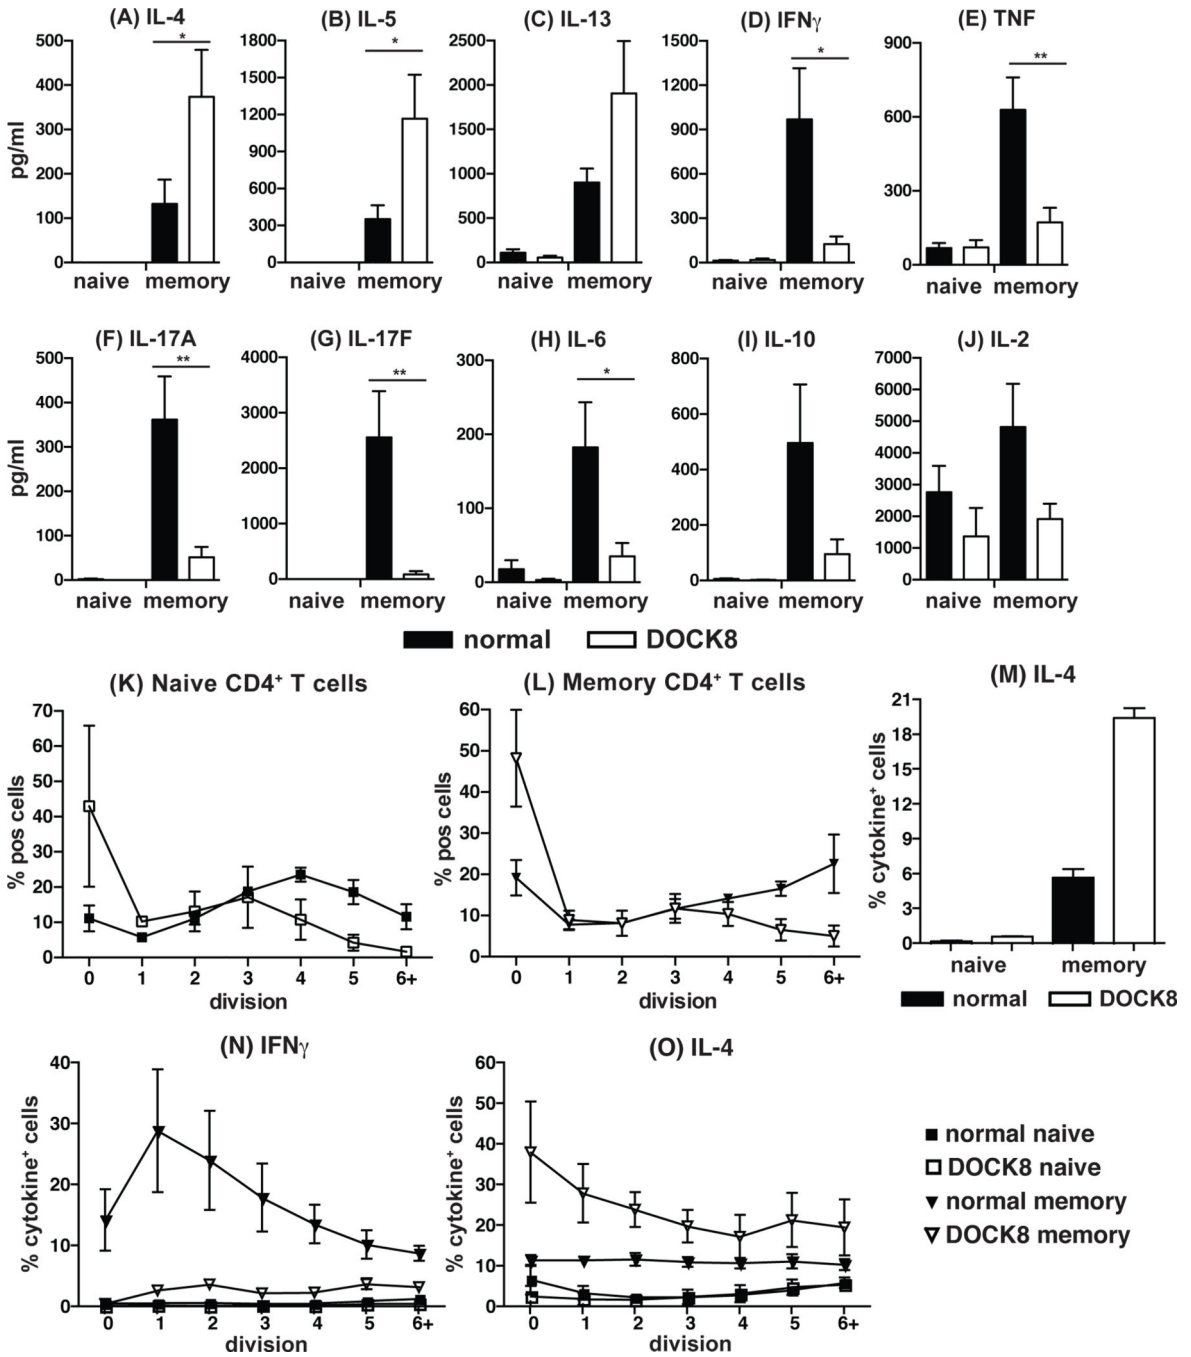 (A) IL-4
(B) IL-5
(C) IL-13
(D) IFNγ
(E) TNF
pg/ml
500
400
300
200
100
0
*
naive memory
1800
1500
1200
900
600
300
0
*
naive memory
2500
2000
1500
1000
500
0
naive memory
1500
1200
900
600
300
0
*
naive memory
900
600
300
0
**
naive memory
(F) IL-17A
(G) IL-17F
(H) IL-6
(I) IL-10
(J) IL-2
pg/ml
500
400
300
200
100
0
**
naive memory
4000
3000
2000
1000
0
**
naive memory
300
200
100
0
*
naive memory
800
600
400
200
0
naive memory
7000
6000
5000
4000
3000
2000
1000
0
naive memory
normal DOCK8
(K) Naive CD4⁺ T cells
% pos cells
70
60
50
40
30
20
10
0
0 1 2 3 4 5 6+
division
(L) Memory CD4⁺ T cells
% pos cells
60
50
40
30
20
10
0
0 1 2 3 4 5 6+
division
(M) IL-4
% cytokine⁺ cells
21
18
15
12
9
6
3
0
naive memory
normal DOCK8
(N) IFNγ
% cytokine⁺ cells
40
30
20
10
0
0 1 2 3 4 5 6+
division
(O) IL-4
% cytokine⁺ cells
60
50
40
30
20
10
0
0 1 2 3 4 5 6+
division
normal naive
DOCK8 naive
normal memory
DOCK8 memory